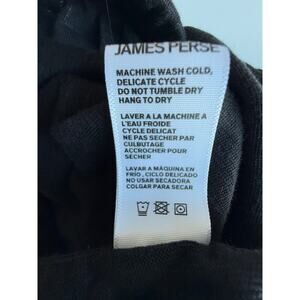 JAMES PERSE
MACHINE WASH COLD,
DELICATE CYCLE
DO NOT TUMBLE DRY
HANG TO DRY
LAVER A LA MACHINE A
L'EAU FROIDE
CYCLE DELICAT
NE PAS SECHER PAR
CULBUTAGE
ACCROCHER POUR
SECHER
LAVAR A MÁQUINA EN
FRÍO, CICLO DELICADO
NO USAR SECADORA
COLGAR PARA SECAR